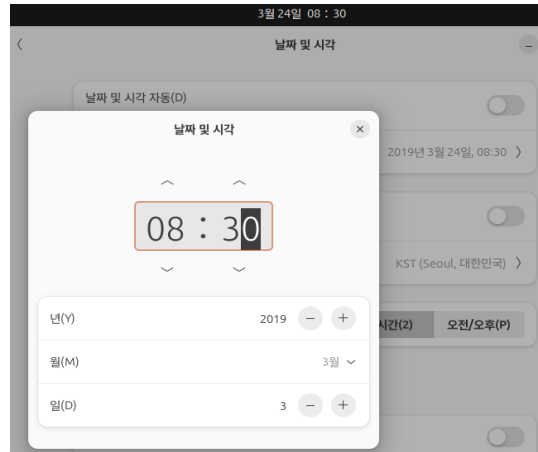 3월 24일 08 : 30
날짜 및 시각
날짜 및 시각 자동(D)
날짜 및 시각
2019년 3월 24일, 08:30
08 : 30
KST (Seoul, 대한민국)
년(Y) 2019
시간(2) 오전/오후(P)
월(M) 3월
일(D) 3